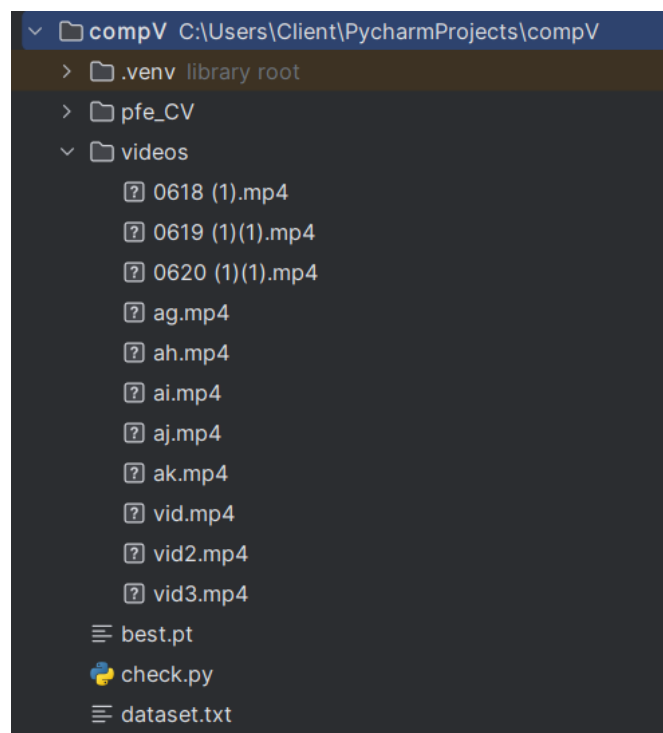 compV C:\Users\Client\PycharmProjects\compV
.venv library root
pfe_CV
videos
0618 (1).mp4
0619 (1)(1).mp4
0620 (1)(1).mp4
ag.mp4
ah.mp4
ai.mp4
aj.mp4
ak.mp4
vid.mp4
vid2.mp4
vid3.mp4
best.pt
check.py
dataset.txt